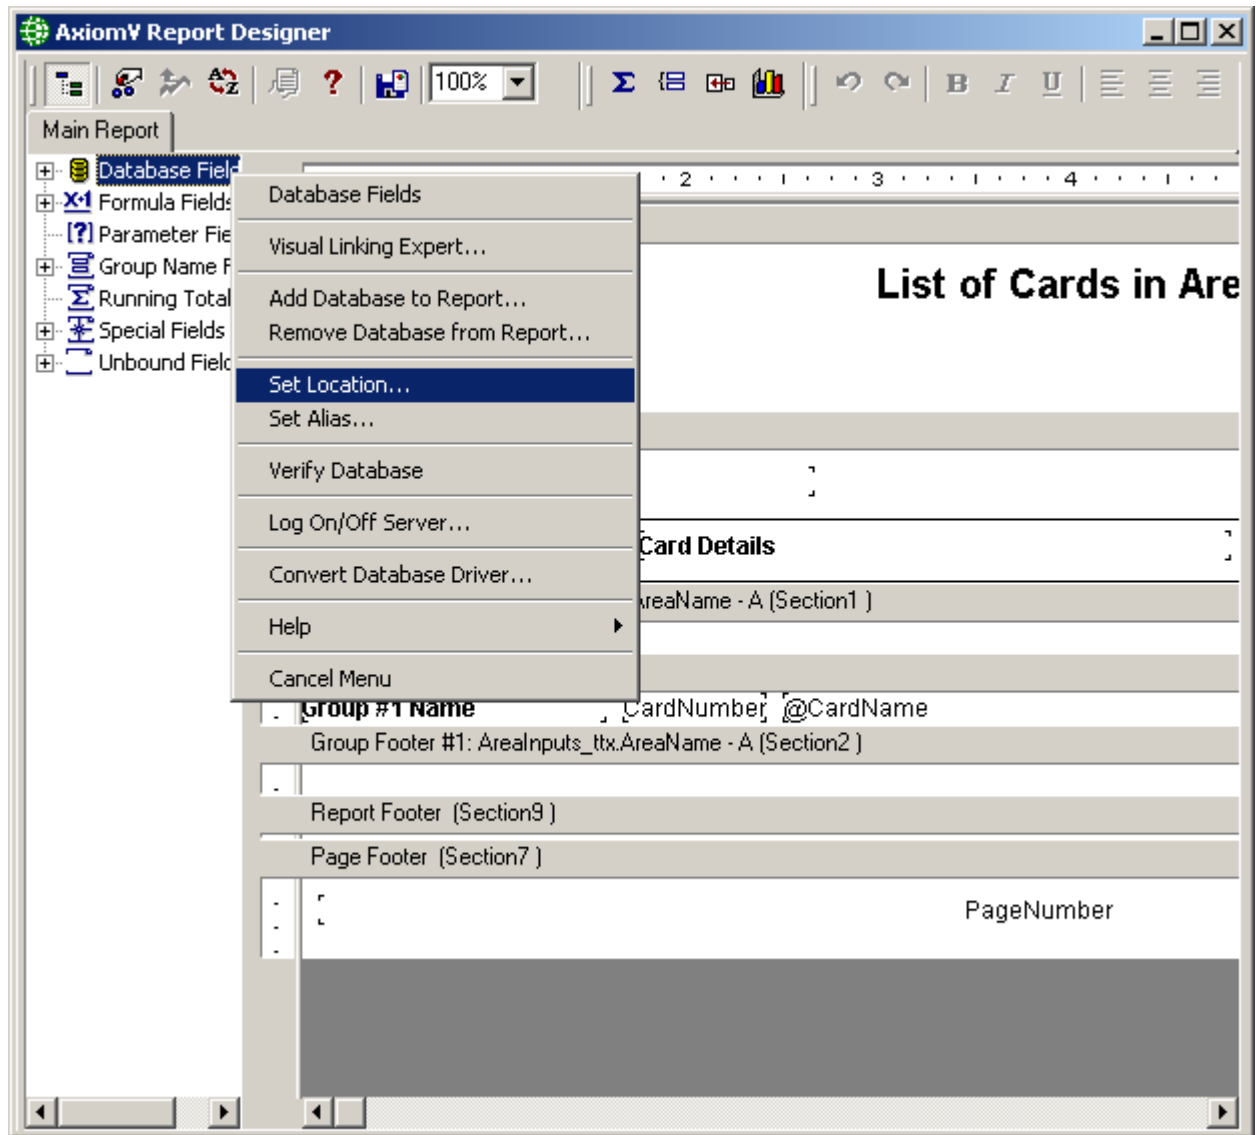 AxiomV Report Designer
100%
B I U
Main Report
Database Field
Formula Fields
Parameter Fie
Group Name F
Running Total
Special Fields
Unbound Field
Database Fields
Visual Linking Expert...
Add Database to Report...
Remove Database from Report...
Set Location...
Set Alias...
Verify Database
Log On/Off Server...
Convert Database Driver...
Help
Cancel Menu
2 3 4
List of Cards in Are
Card Details
AreaName - A (Section1 )
Group #1 Name CardNumber @CardName
Group Footer #1: AreaInputs_ttx.AreaName - A (Section2 )
Report Footer (Section9 )
Page Footer (Section7 )
PageNumber